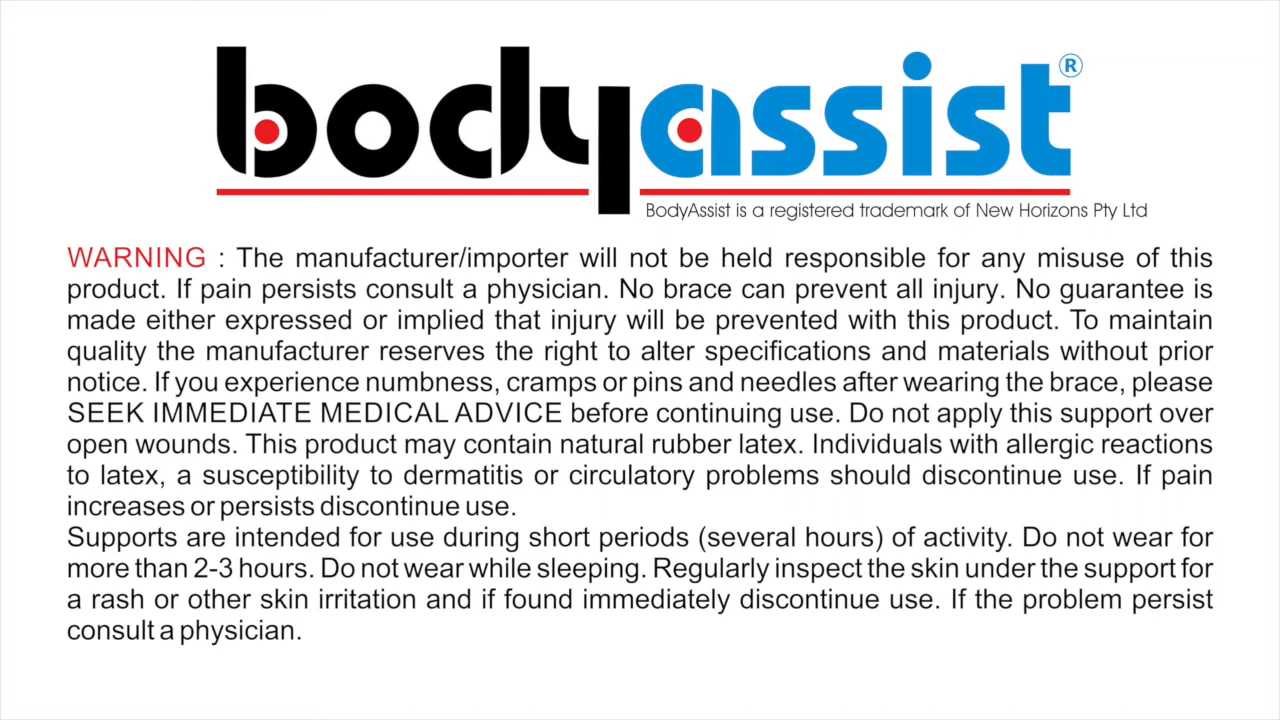 bodyassist®
BodyAssist is a registered trademark of New Horizons Pty Ltd
WARNING : The manufacturer/importer will not be held responsible for any misuse of this
product. If pain persists consult a physician. No brace can prevent all injury. No guarantee is
made either expressed or implied that injury will be prevented with this product. To maintain
quality the manufacturer reserves the right to alter specifications and materials without prior
notice. If you experience numbness, cramps or pins and needles after wearing the brace, please
SEEK IMMEDIATE MEDICAL ADVICE before continuing use. Do not apply this support over
open wounds. This product may contain natural rubber latex. Individuals with allergic reactions
to latex, a susceptibility to dermatitis or circulatory problems should discontinue use. If pain
increases or persists discontinue use.
Supports are intended for use during short periods (several hours) of activity. Do not wear for
more than 2-3 hours. Do not wear while sleeping. Regularly inspect the skin under the support for
a rash or other skin irritation and if found immediately discontinue use. If the problem persist
consult a physician.